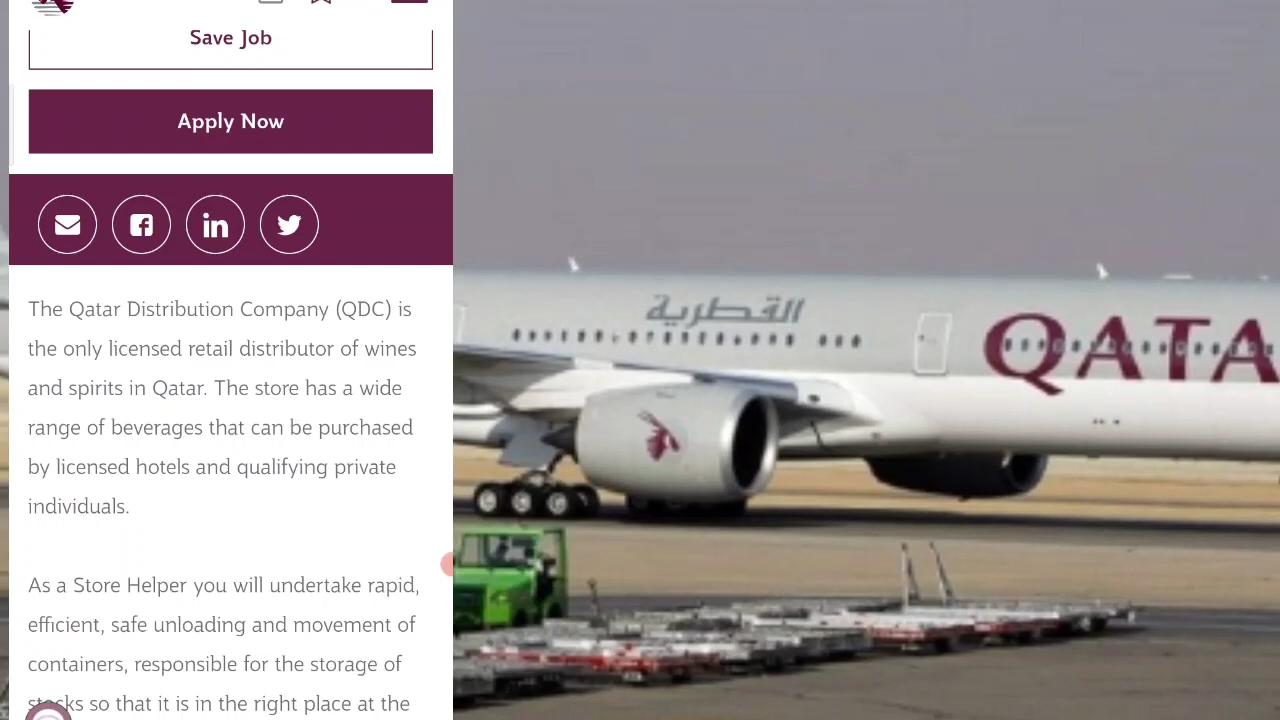 Save Job
Apply Now
The Qatar Distribution Company (QDC) is
the only licensed retail distributor of wines
and spirits in Qatar. The store has a wide
range of beverages that can be purchased
by licensed hotels and qualifying private
individuals.
As a Store Helper you will undertake rapid,
efficient, safe unloading and movement of
containers, responsible for the storage of
stocks so that it is in the right place at the
القطرية
QATA